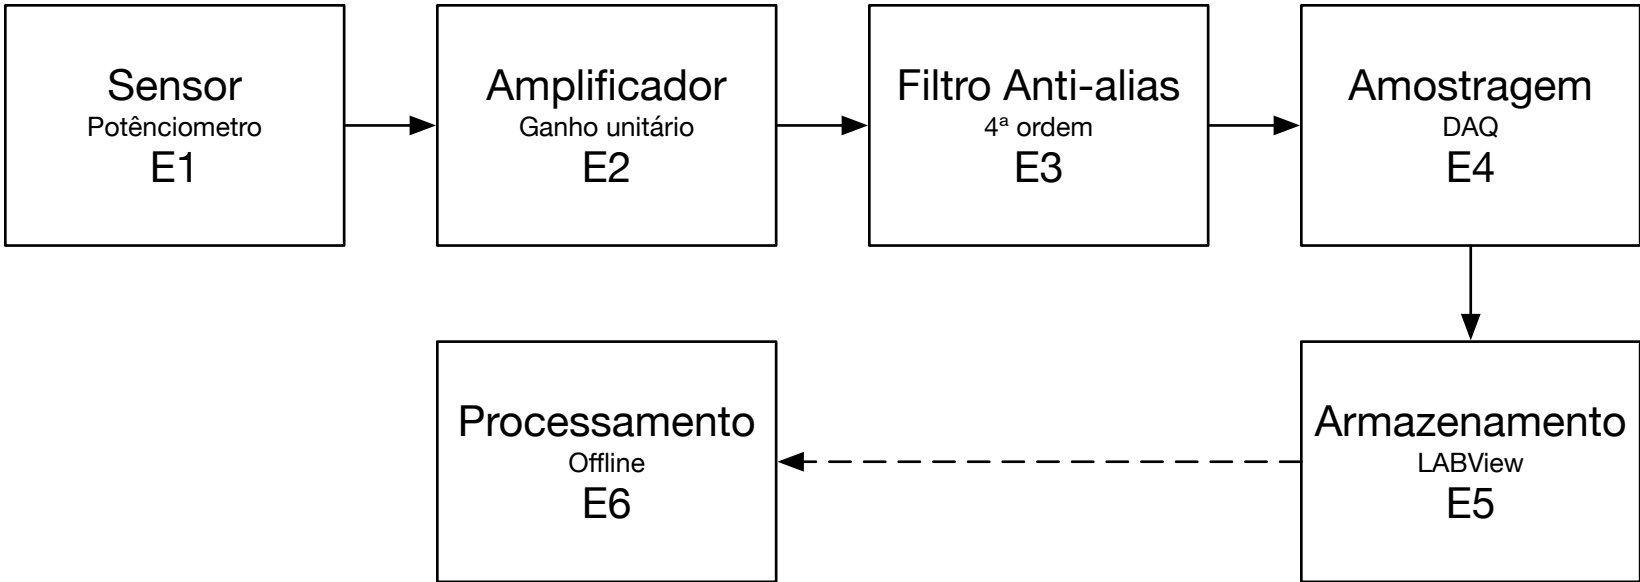 Sensor
Potênciometro
E1
Amplificador
Ganho unitário
E2
Filtro Anti-alias
4ª ordem
E3
Amostragem
DAQ
E4
Processamento
Offline
E6
Armazenamento
LABView
E5